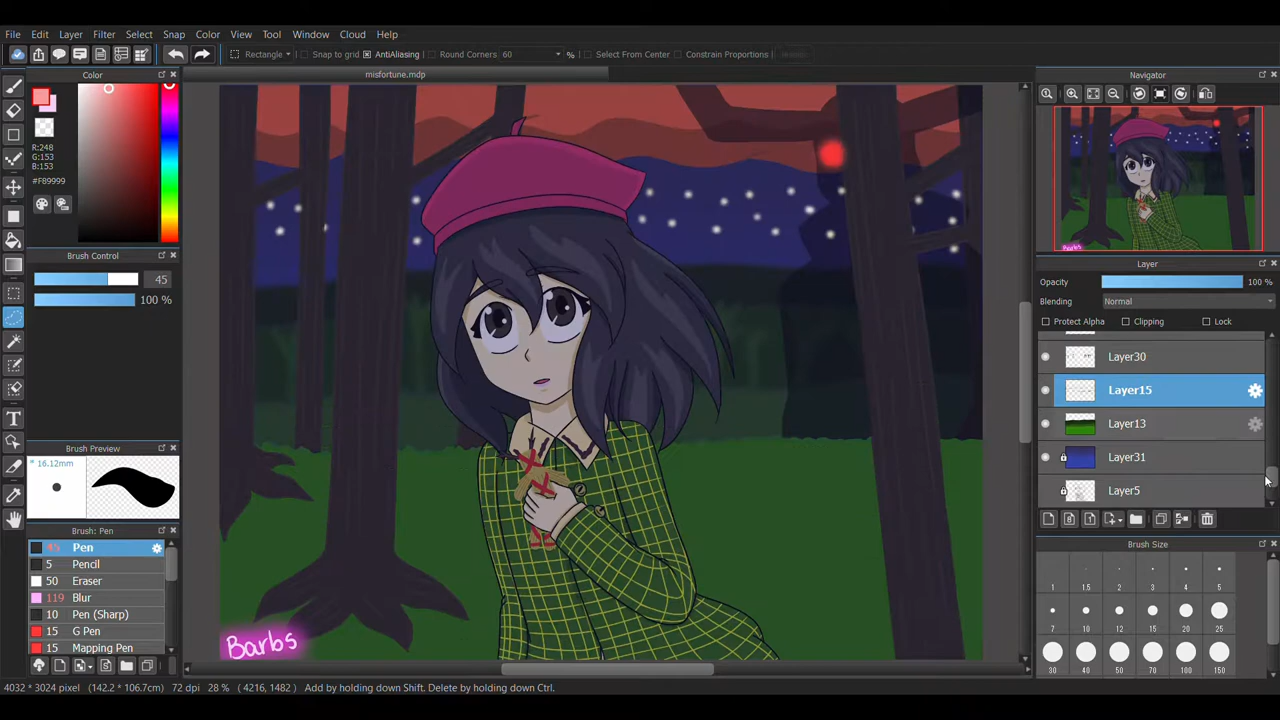 File Edit View Layer Filter Select Snap Color View Tool Window Cloud Help
Rectangle Snap to grid AntiAliasing Round Corners 60 % Select From Center Constrain Proportions
Color
misfortune.mdp
Navigator
R:248
G:153
B:153
#F89999
Brush Control
45
100 %
Barbs
Layer
Opacity 100 %
Blending Normal
Protect Alpha Clipping Lock
Layer30
Layer15
Layer13
Layer31
Layer5
Brush Preview
* 16.12mm
Brush: Pen
45 Pen
5 Pencil
50 Eraser
119 Blur
10 Pen (Sharp)
15 G Pen
15 Mapping Pen
Brush Size
1 1.5 2 3 4 5
7 10 12 15 20 25
30 40 50 70 100 150
4032 * 3024 pixel (142.2 * 106.7cm) 72 dpi 28 % ( 4216, 1482 ) Add by holding down Shift. Delete by holding down Ctrl.